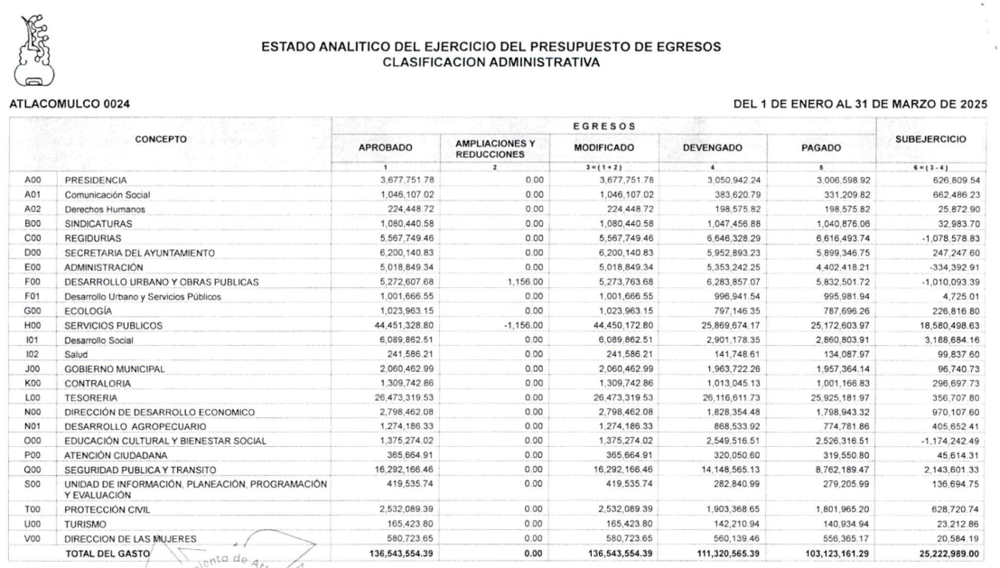 ESTADO ANALITICO DEL EJERCICIO DEL PRESUPUESTO DE EGRESOS
CLASIFICACION ADMINISTRATIVA
ATLACOMULCO 0024 DEL 1 DE ENERO AL 31 DE MARZO DE 2025
CONCEPTO EGRESOS SUBEJERCICIO
APROBADO AMPLIACIONES Y REDUCCIONES MODIFICADO DEVENGADO PAGADO
1 2 3 = ( 1 + 2 ) 4 5 6 = ( 3 - 4 )
A00 PRESIDENCIA 3,677,751.78 0.00 3,677,751.78 3,050,942.24 3,006,598.92 626,809.54
A01 Comunicación Social 1,046,107.02 0.00 1,046,107.02 383,620.79 331,209.82 662,486.23
A02 Derechos Humanos 224,448.72 0.00 224,448.72 198,575.82 198,575.82 25,872.90
B00 SINDICATURAS 1,080,440.58 0.00 1,080,440.58 1,047,456.88 1,040,876.06 32,983.70
C00 REGIDURIAS 5,567,749.46 0.00 5,567,749.46 6,646,328.29 6,616,493.74 -1,078,578.83
D00 SECRETARIA DEL AYUNTAMIENTO 6,200,140.83 0.00 6,200,140.83 5,952,893.23 5,899,346.75 247,247.60
E00 ADMINISTRACIÓN 5,018,849.34 0.00 5,018,849.34 5,353,242.25 4,402,418.21 -334,392.91
F00 DESARROLLO URBANO Y OBRAS PUBLICAS 5,272,607.68 1,156.00 5,273,763.68 6,283,857.07 5,832,501.72 -1,010,093.39
F01 Desarrollo Urbano y Servicios Públicos 1,001,666.55 0.00 1,001,666.55 996,941.54 995,981.94 4,725.01
G00 ECOLOGÍA 1,023,963.15 0.00 1,023,963.15 797,146.35 787,696.26 226,816.80
H00 SERVICIOS PUBLICOS 44,451,328.80 -1,156.00 44,450,172.80 25,869,674.17 25,172,603.97 18,580,498.63
I01 Desarrollo Social 6,089,862.51 0.00 6,089,862.51 2,901,178.35 2,860,803.91 3,188,684.16
I02 Salud 241,586.21 0.00 241,586.21 141,748.61 134,087.97 99,837.60
J00 GOBIERNO MUNICIPAL 2,060,462.99 0.00 2,060,462.99 1,963,722.26 1,957,364.14 96,740.73
K00 CONTRALORIA 1,309,742.86 0.00 1,309,742.86 1,013,045.13 1,001,166.83 296,697.73
L00 TESORERIA 26,473,319.53 0.00 26,473,319.53 26,116,611.73 25,925,181.97 356,707.80
N00 DIRECCIÓN DE DESARROLLO ECONOMICO 2,798,462.08 0.00 2,798,462.08 1,828,354.48 1,798,943.32 970,107.60
N01 DESARROLLO AGROPECUARIO 1,274,186.33 0.00 1,274,186.33 868,533.92 774,781.86 405,652.41
O00 EDUCACIÓN CULTURAL Y BIENESTAR SOCIAL 1,375,274.02 0.00 1,375,274.02 2,549,516.51 2,526,316.51 -1,174,242.49
P00 ATENCIÓN CIUDADANA 365,664.91 0.00 365,664.91 320,050.60 319,550.80 45,614.31
Q00 SEGURIDAD PUBLICA Y TRANSITO 16,292,166.46 0.00 16,292,166.46 14,148,565.13 8,762,189.47 2,143,601.33
S00 UNIDAD DE INFORMACIÓN, PLANEACIÓN, PROGRAMACIÓN 419,535.74 0.00 419,535.74 282,840.99 279,205.99 136,694.75
Y EVALUACIÓN
T00 PROTECCIÓN CIVIL 2,532,089.39 0.00 2,532,089.39 1,903,368.65 1,801,965.20 628,720.74
U00 TURISMO 165,423.80 0.00 165,423.80 142,210.94 140,934.94 23,212.86
V00 DIRECCION DE LAS MUJERES 580,723.65 0.00 580,723.65 560,139.46 556,365.17 20,584.19
TOTAL DEL GASTO 136,543,554.39 0.00 136,543,554.39 111,320,565.39 103,123,161.29 25,222,989.00